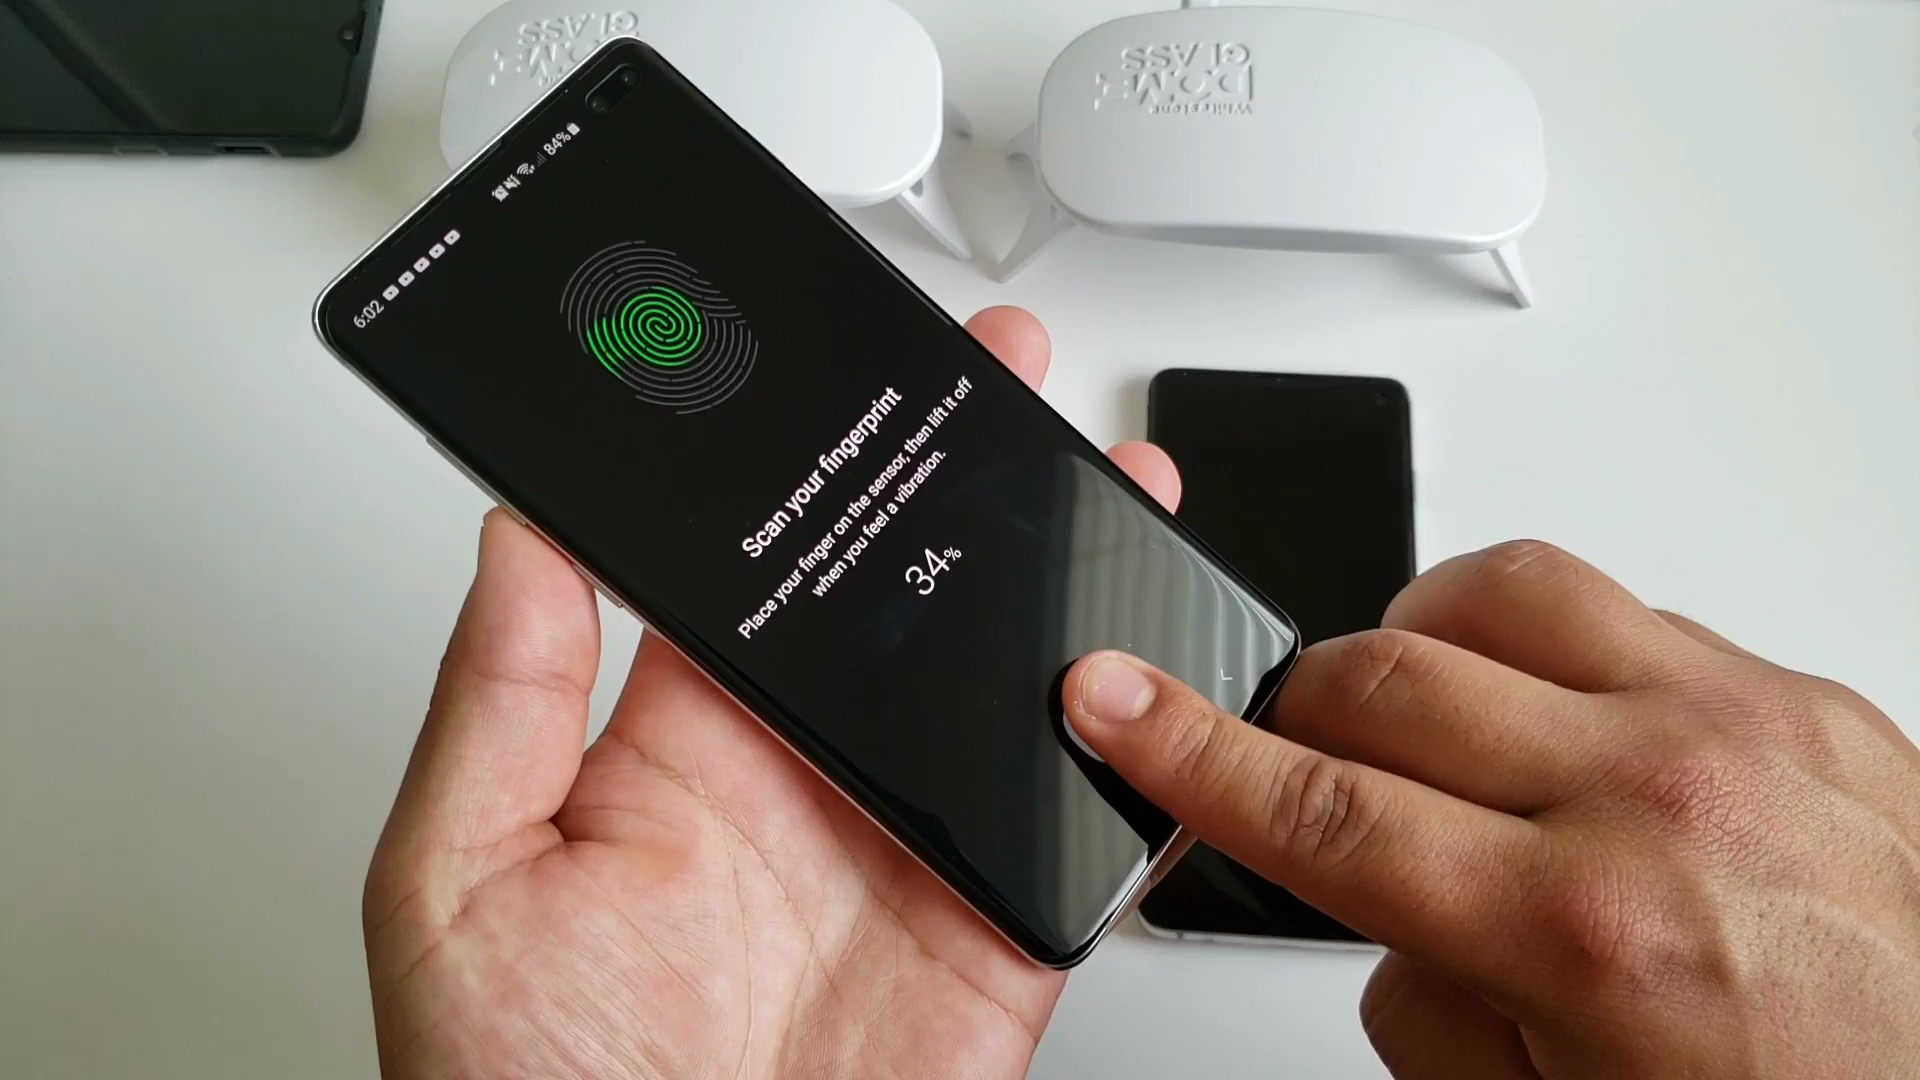 6:02
84%
Scan your fingerprint
Place your finger on the sensor, then lift it off
when you feel a vibration.
34%
GLASS
DOME
GLASS
DOME
Whitestone